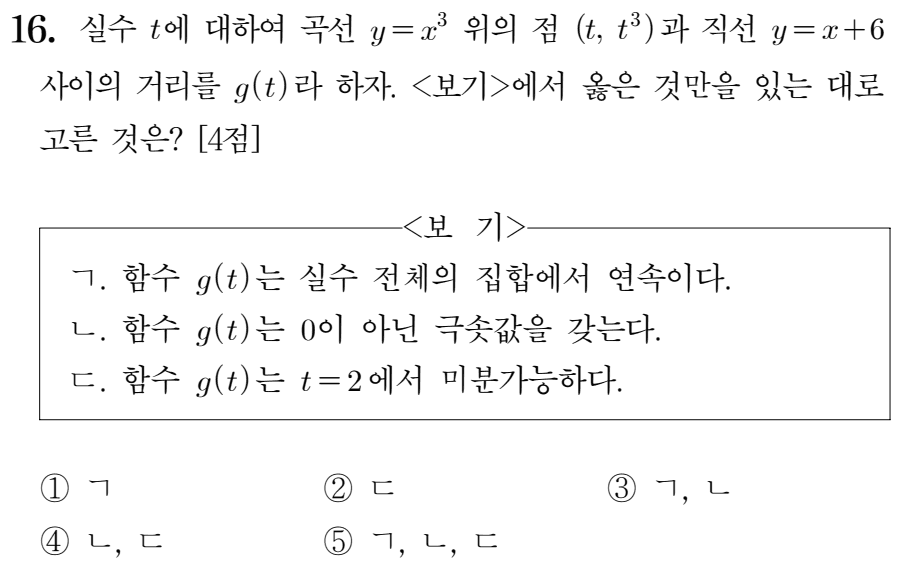 16. 실수 t에 대하여 곡선 y=x³ 위의 점 (t, t³)과 직선 y=x+6
사이의 거리를 g(t)라 하자. <보기>에서 옳은 것만을 있는 대로
고른 것은? [4점]
<보 기>
ㄱ. 함수 g(t)는 실수 전체의 집합에서 연속이다.
ㄴ. 함수 g(t)는 0이 아닌 극솟값을 갖는다.
ㄷ. 함수 g(t)는 t=2에서 미분가능하다.
① ㄱ ② ㄷ ③ ㄱ, ㄴ
④ ㄴ, ㄷ ⑤ ㄱ, ㄴ, ㄷ